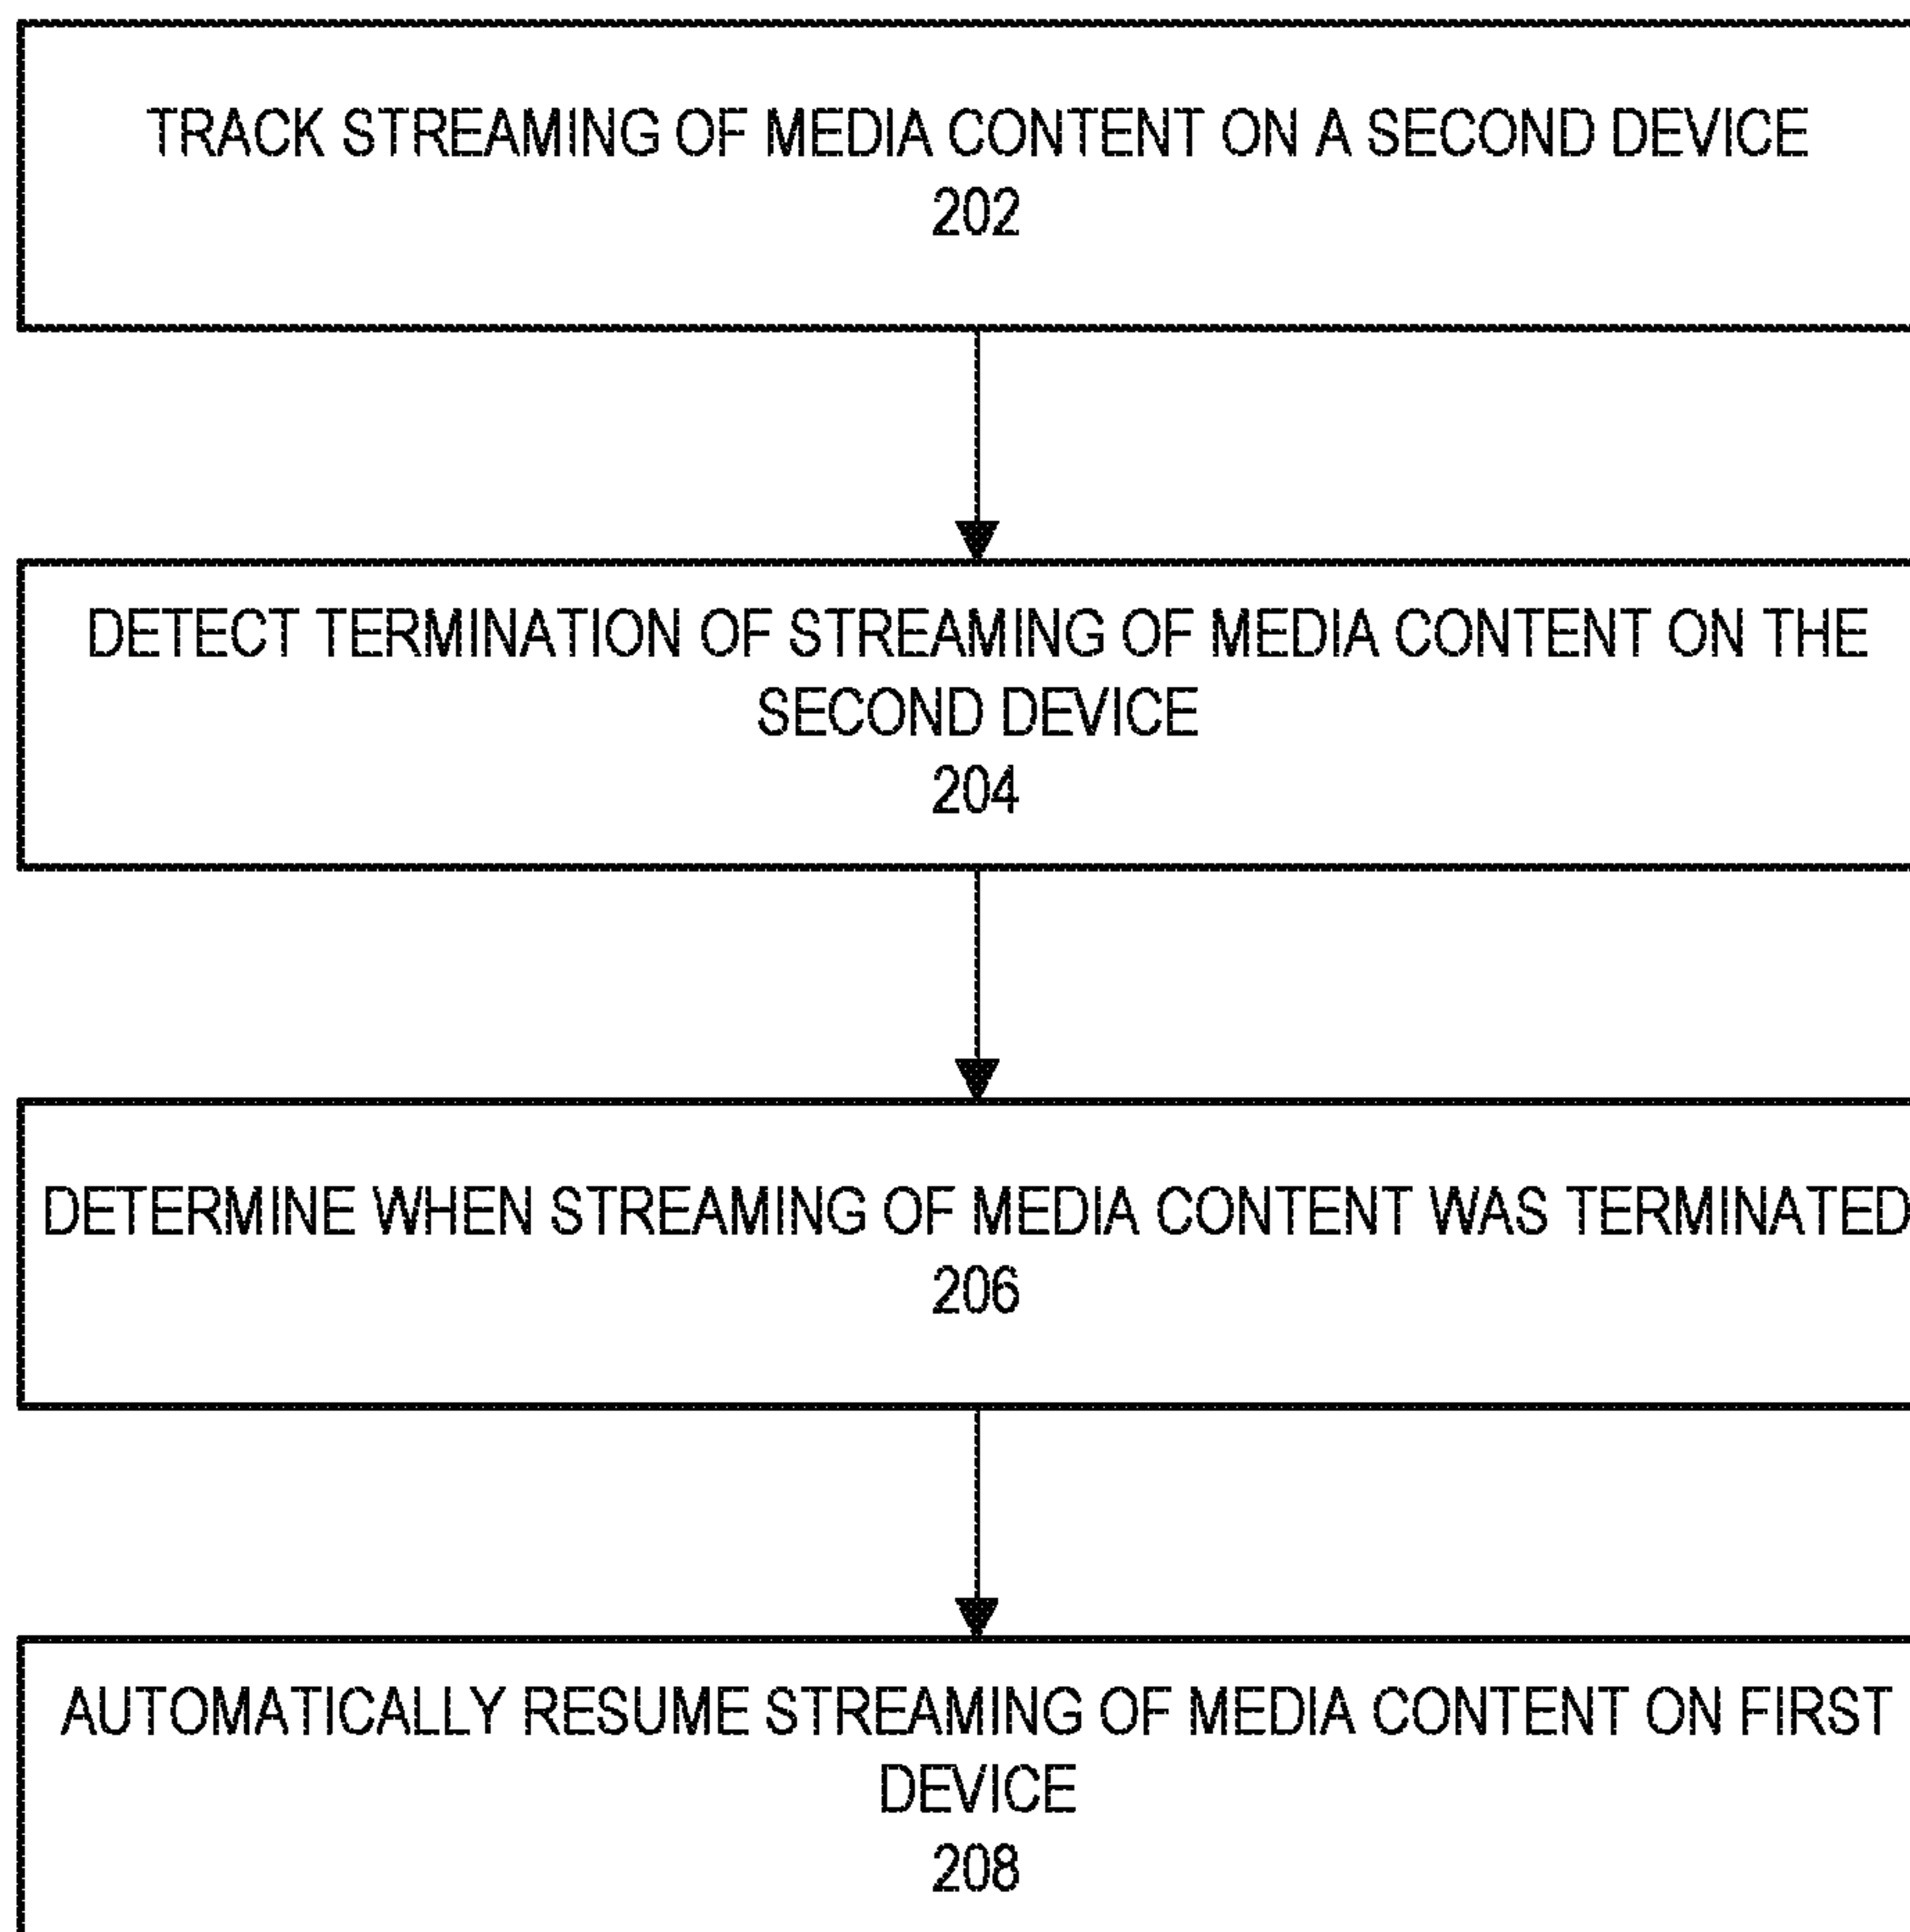 TRACK STREAMING OF MEDIA CONTENT ON A SECOND DEVICE
202
DETECT TERMINATION OF STREAMING OF MEDIA CONTENT ON THE
SECOND DEVICE
204
DETERMINE WHEN STREAMING OF MEDIA CONTENT WAS TERMINATED
206
AUTOMATICALLY RESUME STREAMING OF MEDIA CONTENT ON FIRST
DEVICE
208